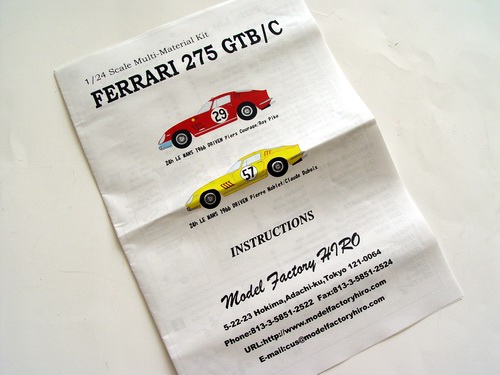 1/24 Scale Multi-Material Kit
FERRARI 275 GTB/C
29
24h LE MANS 1966 DRIVEN Piers Courage/Roy Pike
57
24h LE MANS 1966 DRIVEN Pierre Noblet/Claude Dubois
INSTRUCTIONS
Model Factory HIRO
5-22-23 Hokima,Adachi-ku,Tokyo 121-0064
Phone:813-3-5851-2522 Fax:813-3-5851-2524
URL:http://www.modelfactoryhiro.com
E-mail:cus@modelfactoryhiro.com